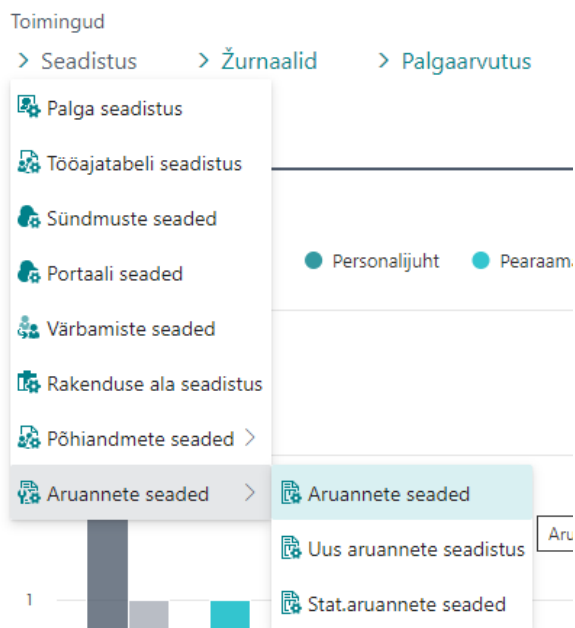 Toimingud
Seadistus Žurnaalid Palgaarvutus
Palga seadistus
Tööajatabeli seadistus
Sündmuste seaded
Personalijuht
Portaali seaded
Värbamiste seaded
Rakenduse ala seadistus
Põhiandmete seaded
Aruannete seaded Aruannete seaded
Uus aruannete seadistus
1 Stat.aruannete seaded